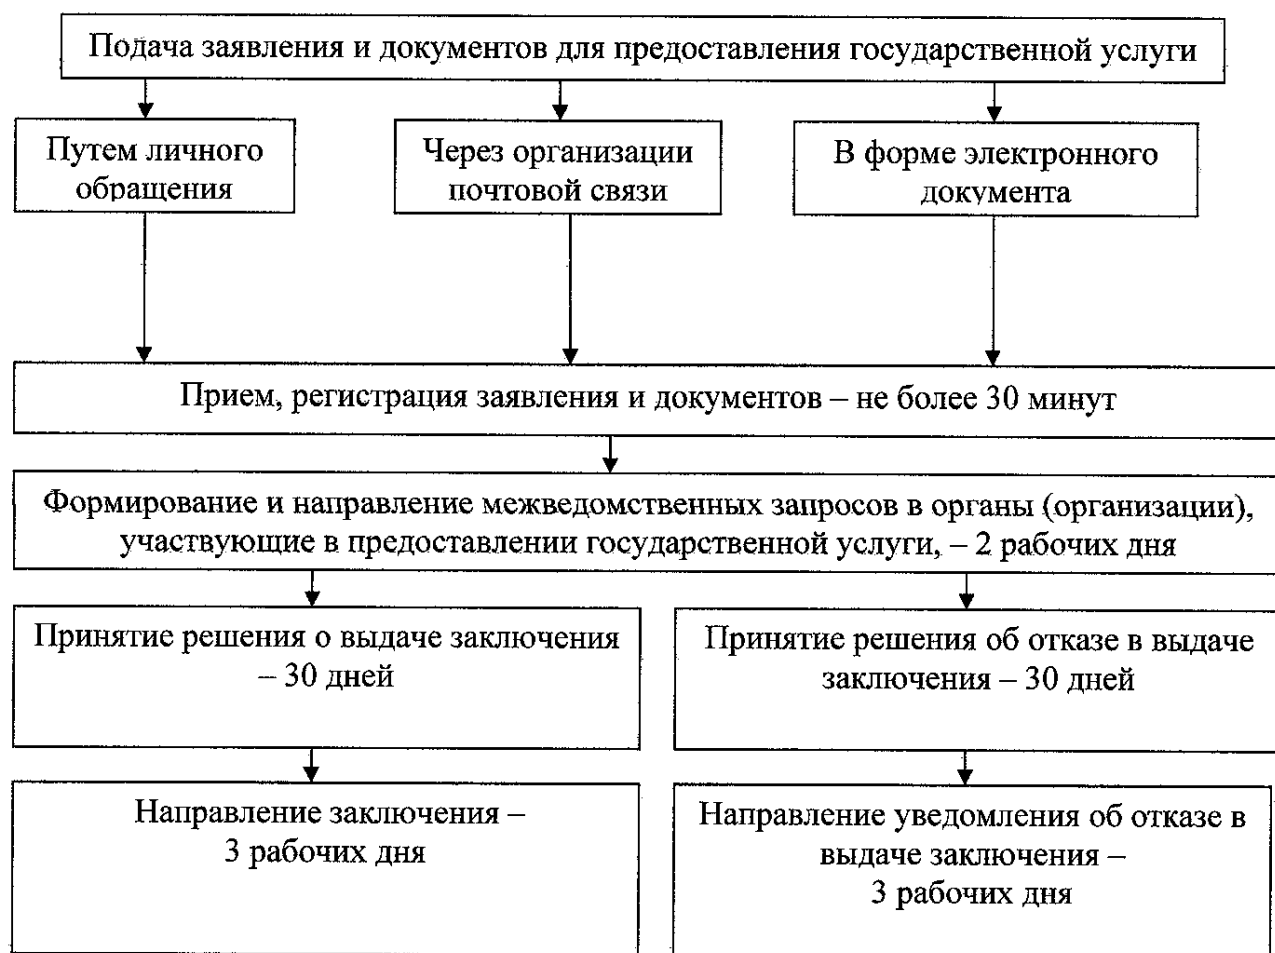 Подача заявления и документов для предоставления государственной услуги
Путем личного
обращения
Через организации
почтовой связи
В форме электронного
документа
Прием, регистрация заявления и документов – не более 30 минут
Формирование и направление межведомственных запросов в органы (организации),
участвующие в предоставлении государственной услуги, – 2 рабочих дня
Принятие решения о выдаче заключения
– 30 дней
Принятие решения об отказе в выдаче
заключения – 30 дней
Направление заключения –
3 рабочих дня
Направление уведомления об отказе в
выдаче заключения –
3 рабочих дня